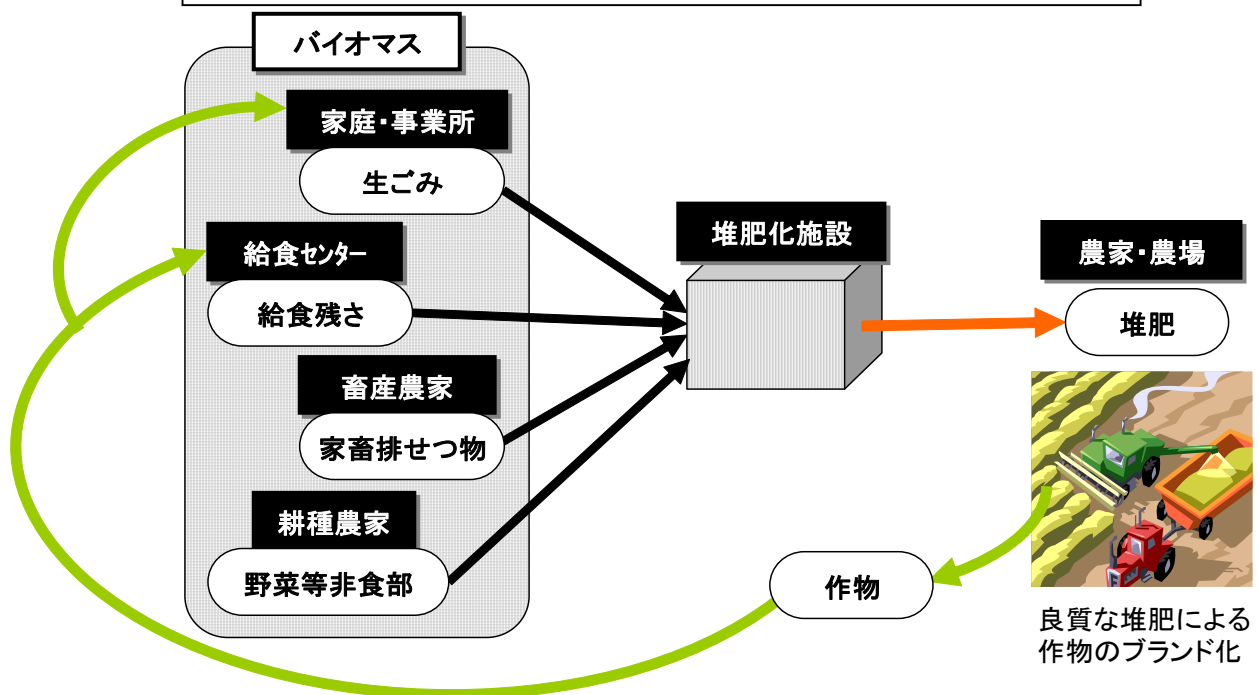 バイオマス
家庭・事業所
生ごみ
給食センター
給食残さ
畜産農家
家畜排せつ物
耕種農家
野菜等非食部
堆肥化施設
農家・農場
堆肥
作物
良質な堆肥による
作物のブランド化